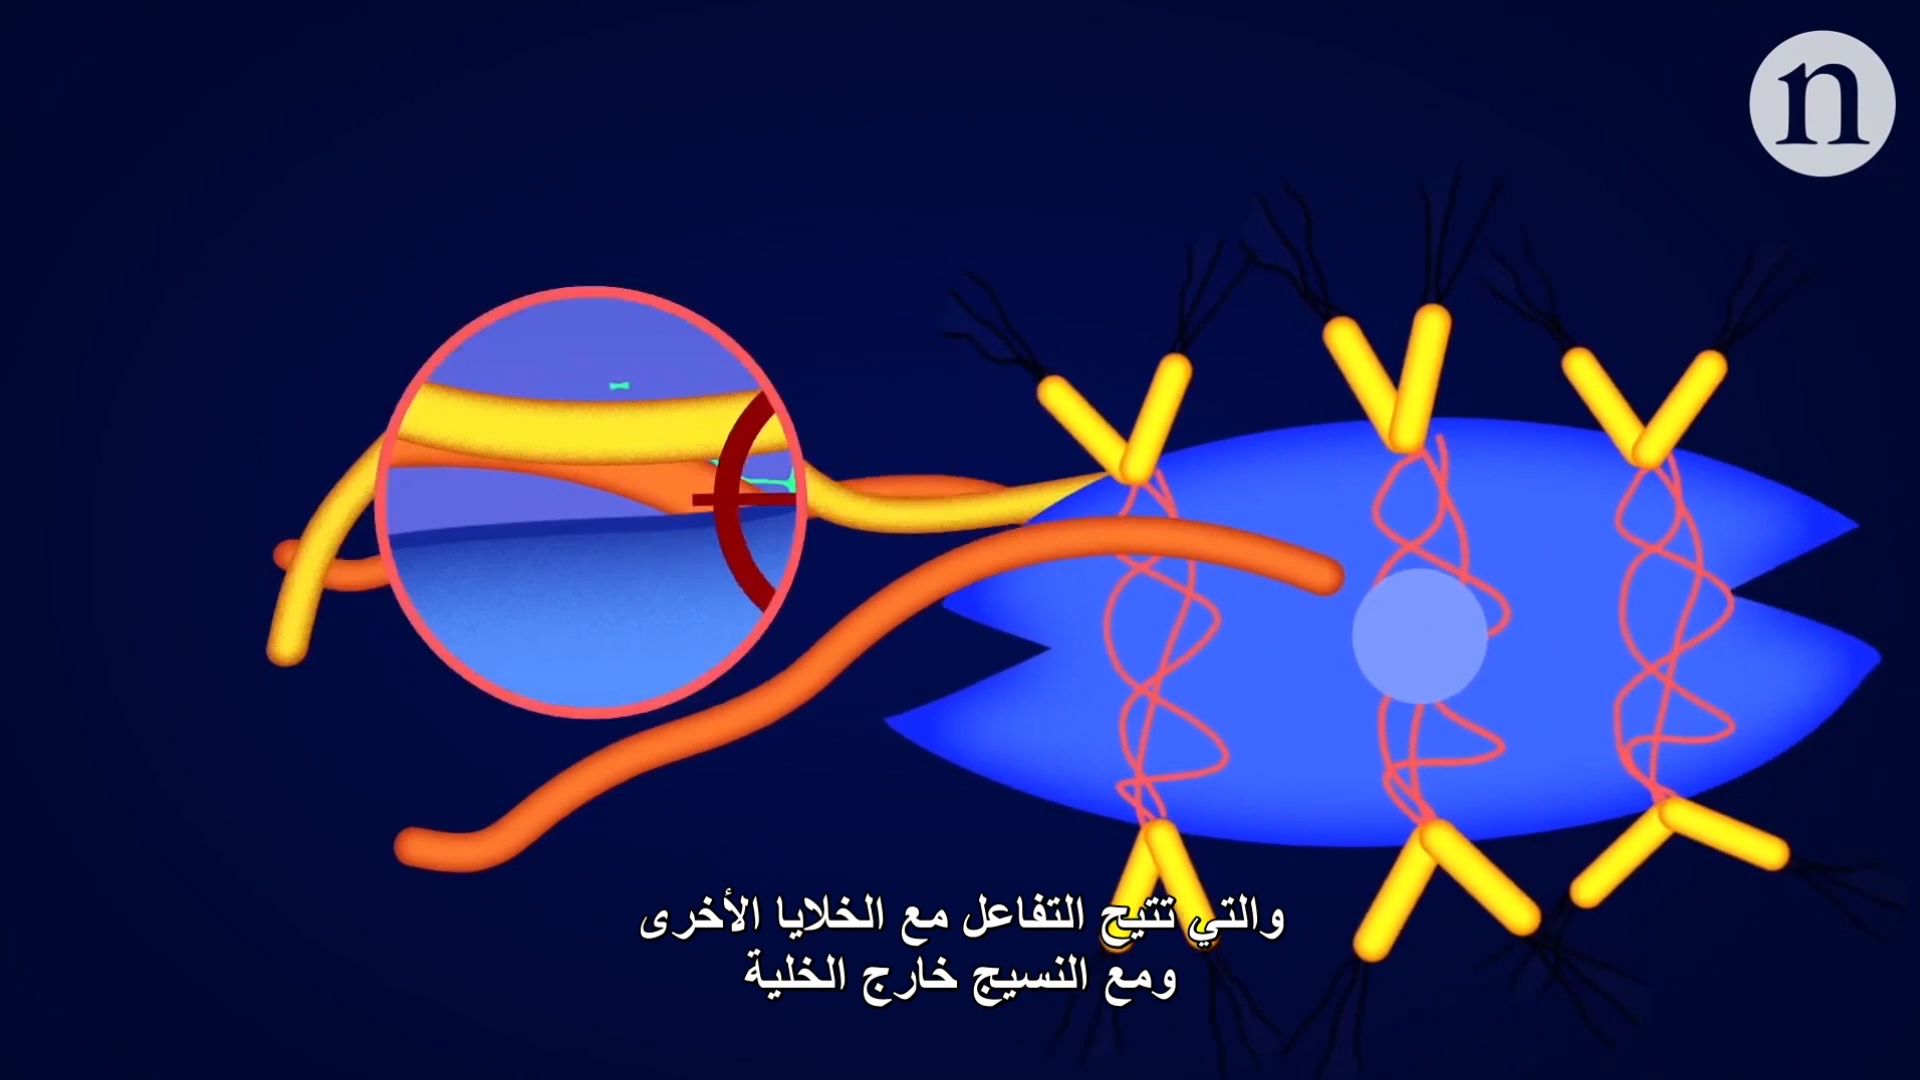 n
والتي تتيح التفاعل مع الخلايا الأخرى
ومع النسيج خارج الخلية